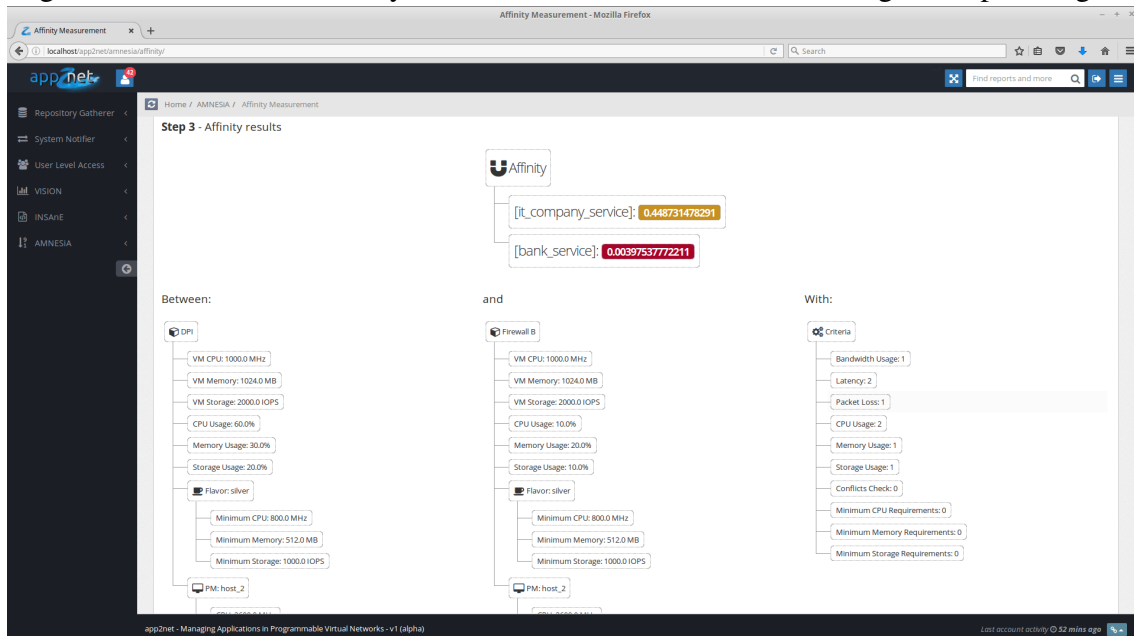 Affinity Measurement - Mozilla Firefox
Affinity Measurement
localhost/app2net/amnesia/affinity/
Search
app2net
42
Find reports and more
Repository Gatherer
System Notifier
User Level Access
VISION
INSAnE
AMNESIA
Home / AMNESiA / Affinity Measurement
Step 3 - Affinity results
Affinity
[it_company_service]: 0.448731478291
[bank_service]: 0.00397537772211
Between:
DPI
VM CPU: 1000.0 MHz
VM Memory: 1024.0 MB
VM Storage: 2000.0 IOPS
CPU Usage: 60.0%
Memory Usage: 30.0%
Storage Usage: 20.0%
Flavor: silver
Minimum CPU: 800.0 MHz
Minimum Memory: 512.0 MB
Minimum Storage: 1000.0 IOPS
PM: host_2
and
Firewall B
VM CPU: 1000.0 MHz
VM Memory: 1024.0 MB
VM Storage: 2000.0 IOPS
CPU Usage: 10.0%
Memory Usage: 20.0%
Storage Usage: 10.0%
Flavor: silver
Minimum CPU: 800.0 MHz
Minimum Memory: 512.0 MB
Minimum Storage: 1000.0 IOPS
PM: host_2
With:
Criteria
Bandwidth Usage: 1
Latency: 2
Packet Loss: 1
CPU Usage: 2
Memory Usage: 1
Storage Usage: 1
Conflicts Check: 0
Minimum CPU Requirements: 0
Minimum Memory Requirements: 0
Minimum Storage Requirements: 0
app2net - Managing Applications in Programmable Virtual Networks - v1 (alpha)
Last account activity 52 mins ago